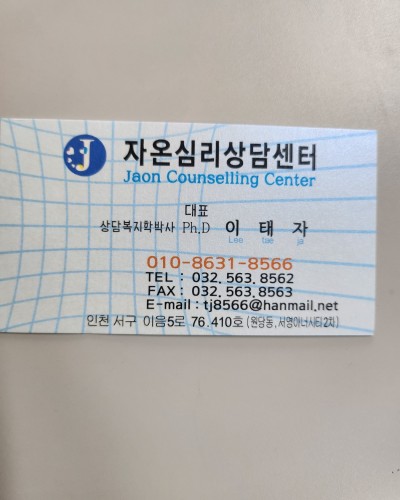 J 자온심리상담센터
Jaon Counselling Center
대표
상담복지학박사 Ph.D 이 태 자
Lee tae ja
010-8631-8566
TEL : 032. 563. 8562
FAX : 032. 563. 8563
E-mail : tj8566@hanmail.net
인천 서구 이음5로 76. 410호 (원당동, 서영아너시티2차)